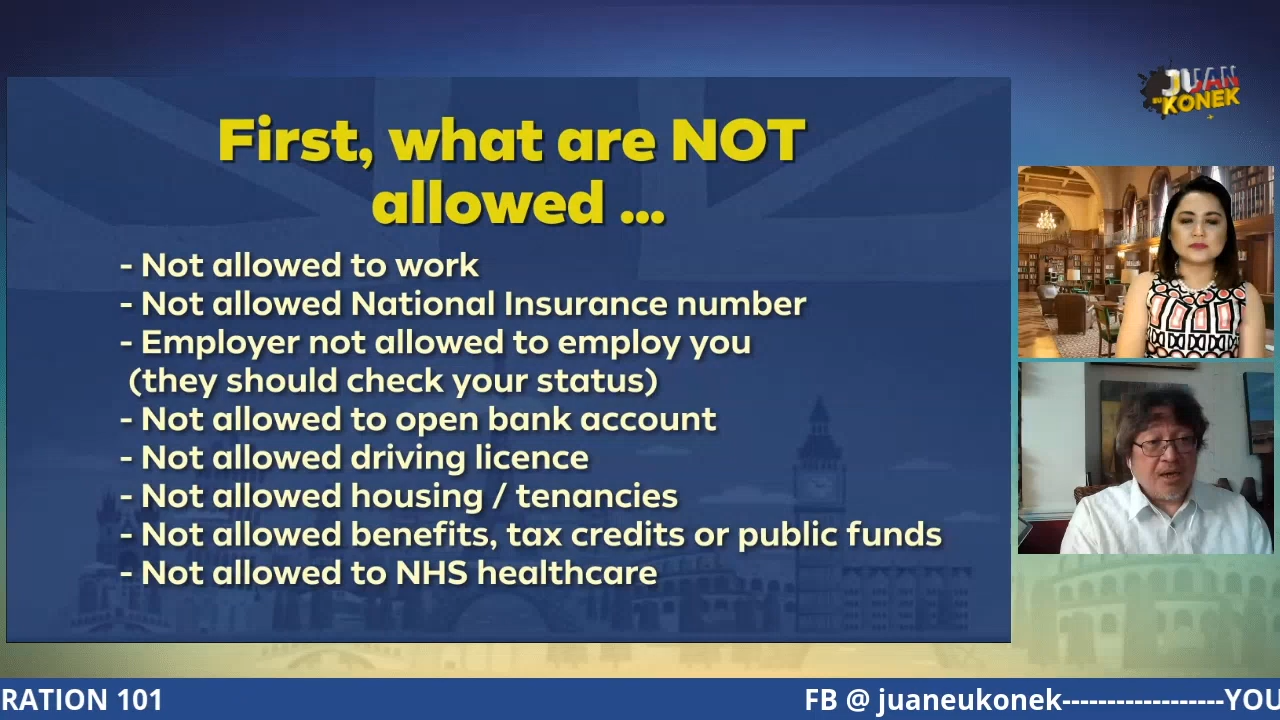 JUAN
EU KONEK
First, what are NOT
allowed ...
- Not allowed to work
- Not allowed National Insurance number
- Employer not allowed to employ you
(they should check your status)
- Not allowed to open bank account
- Not allowed driving licence
- Not allowed housing / tenancies
- Not allowed benefits, tax credits or public funds
- Not allowed to NHS healthcare
RATION 101 FB @ juaneukonek------------------YOU